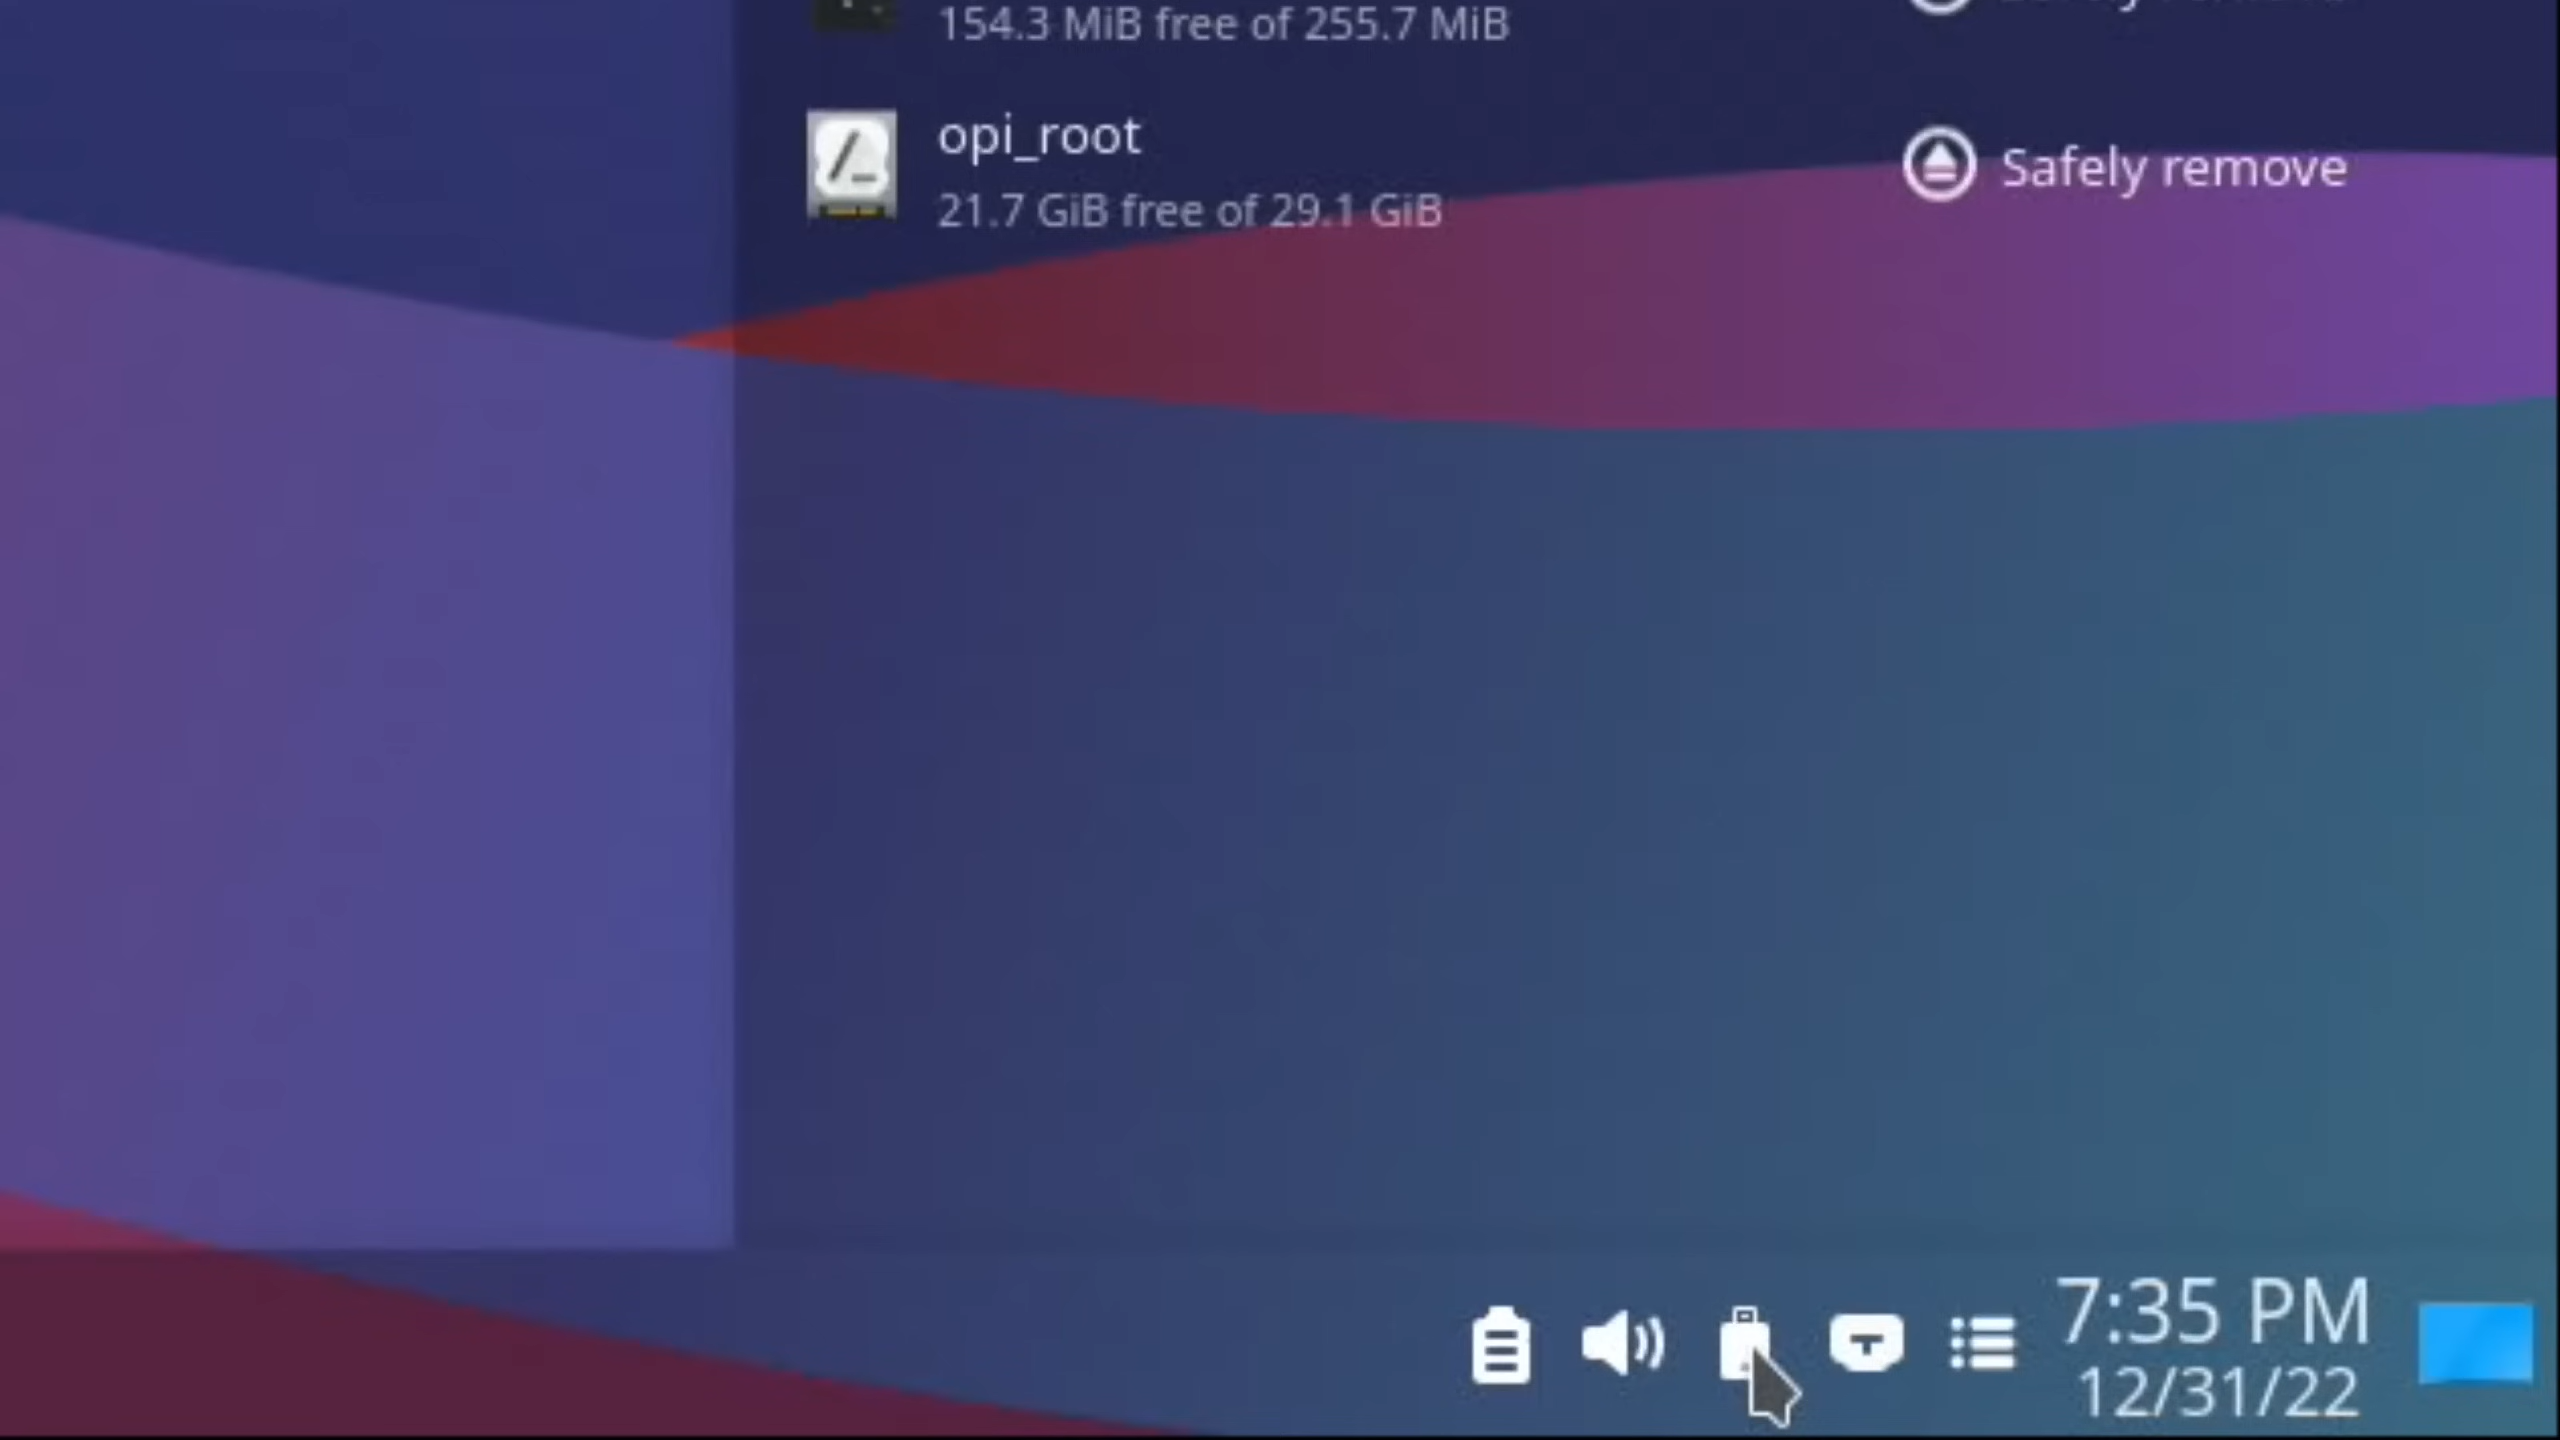 154.3 MiB free of 255.7 MiB
opi_root
Safely remove
21.7 GiB free of 29.1 GiB
7:35 PM
12/31/22